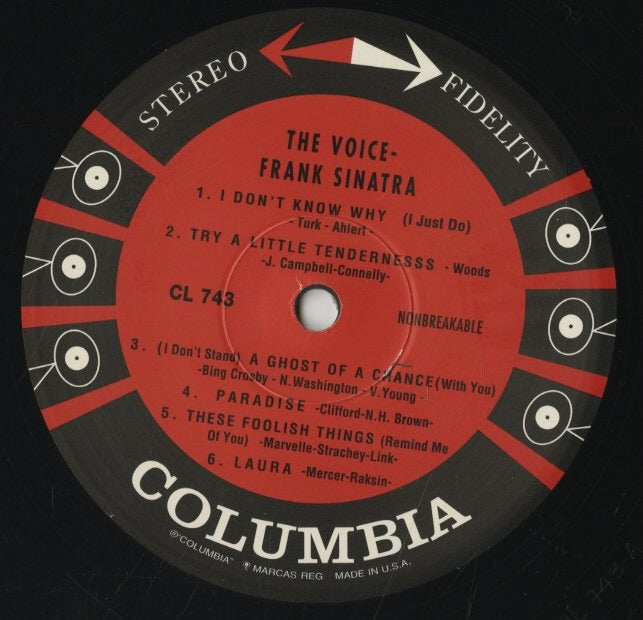 STEREO FIDELITY
THE VOICE-
FRANK SINATRA
1. I DON'T KNOW WHY (I Just Do)
- Turk - Ahlert -
2. TRY A LITTLE TENDERNESSS - Woods
-J. Campbell-Connelly-
CL 743
NONBREAKABLE
3. (I Don't Stand) A GHOST OF A CHANCE (With You)
-Bing Crosby - N.Washington - V.Young -
4. PARADISE -Clifford-N.H. Brown-
5. THESE FOOLISH THINGS (Remind Me
Of You) -Marvelle-Strachey-Link-
6. LAURA -Mercer-Raksin-
COLUMBIA
®"COLUMBIA" MARCAS REG MADE IN U.S.A.